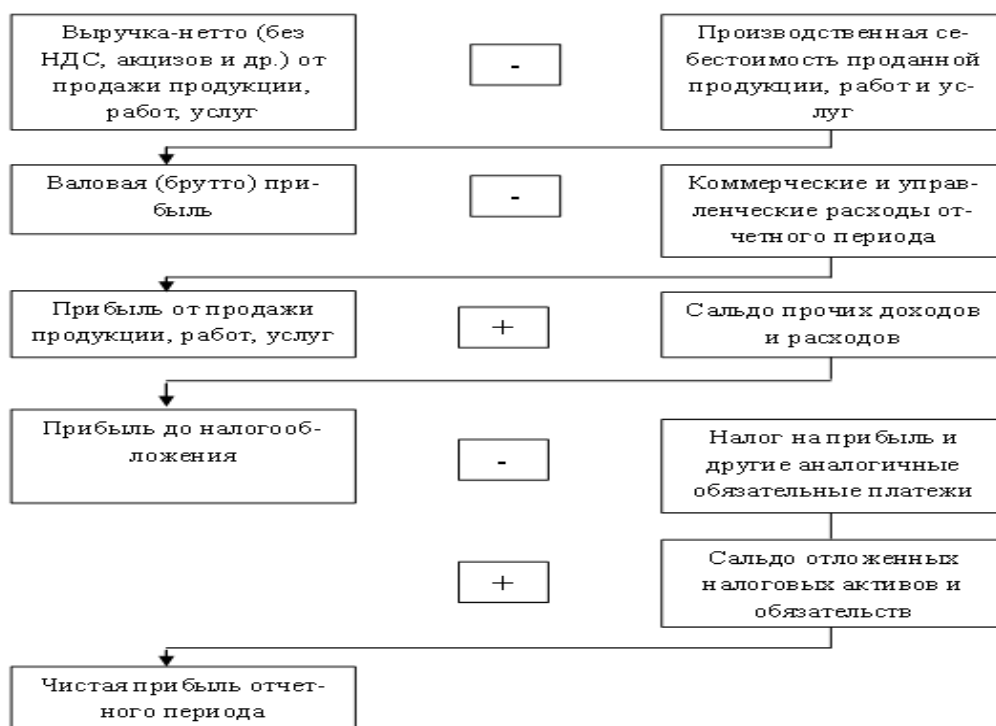 Выручка-нетто (без
НДС, акцизов и др.) от
продажи продукции,
работ, услуг
-
Производственная се-
бестоимость проданной
продукции, работ и ус-
луг
Валовая (брутто) при-
быль
-
Коммерческие и управ-
ленческие расходы от-
четного периода
Прибыль от продажи
продукции, работ, услуг
+
Сальдо прочих доходов
и расходов
Прибыль до налогооб-
ложения
-
Налог на прибыль и
другие аналогичные
обязательные платежи
+
Сальдо отложенных
налоговых активов и
обязательств
Чистая прибыль отчет-
ного периода